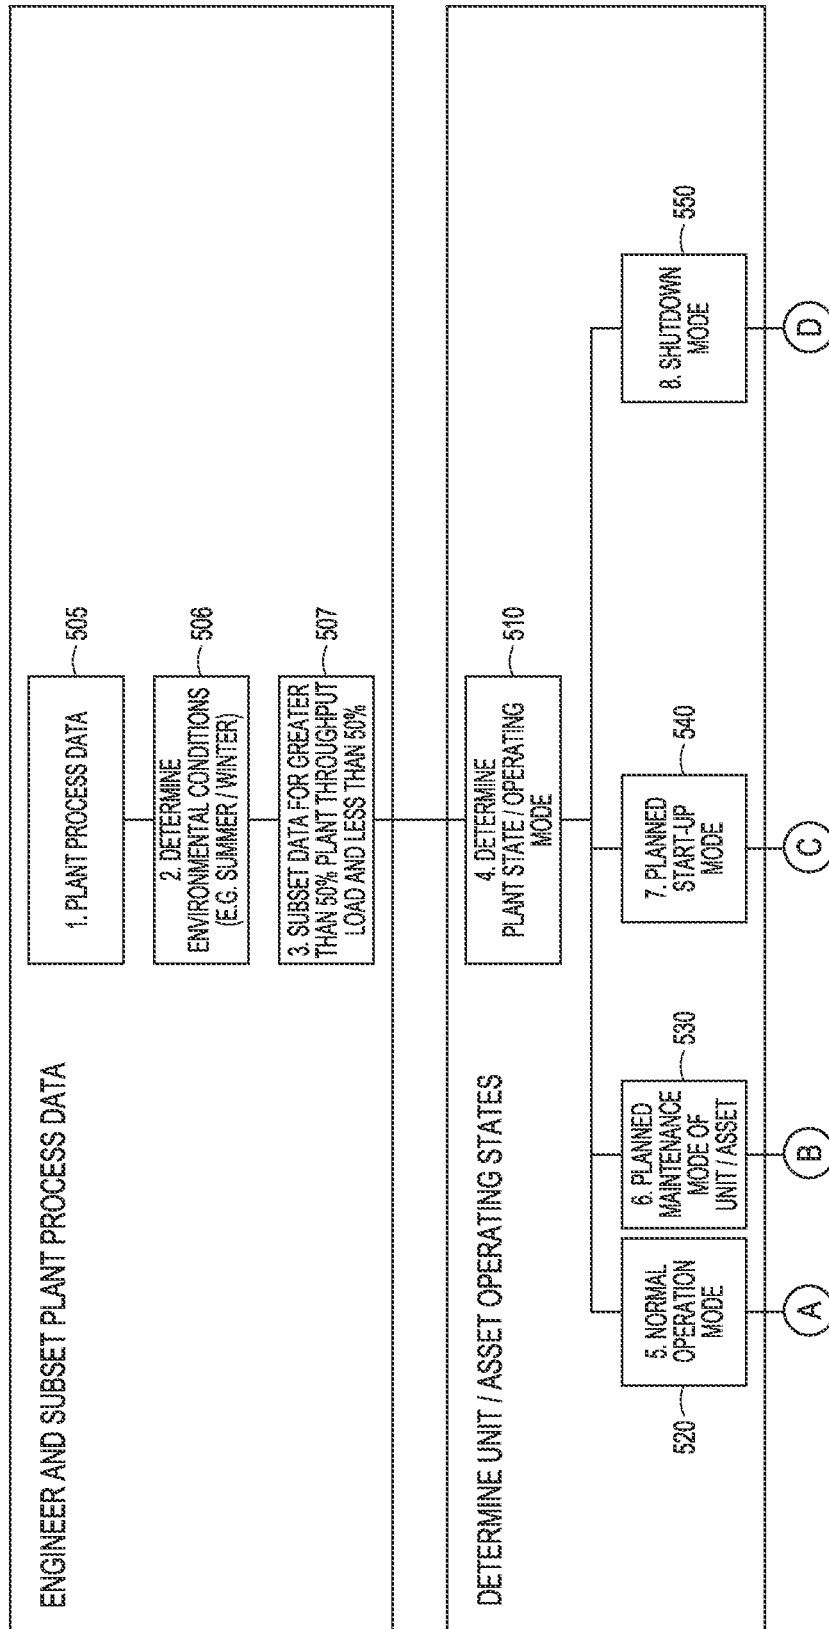 ENGINEER AND SUBSET PLANT PROCESS DATA
1. PLANT PROCESS DATA
505
2. DETERMINE
ENVIRONMENTAL CONDITIONS
(E.G. SUMMER / WINTER)
506
3. SUBSET DATA FOR GREATER
THAN 50% PLANT THROUGHPUT
LOAD AND LESS THAN 50%
507
DETERMINE UNIT / ASSET OPERATING STATES
4. DETERMINE
PLANT STATE / OPERATING
MODE
510
520
5. NORMAL
OPERATION
MODE
6. PLANNED
MAINTENANCE
MODE OF
UNIT / ASSET
530
7. PLANNED
START-UP
MODE
540
8. SHUTDOWN
MODE
550
A
B
C
D